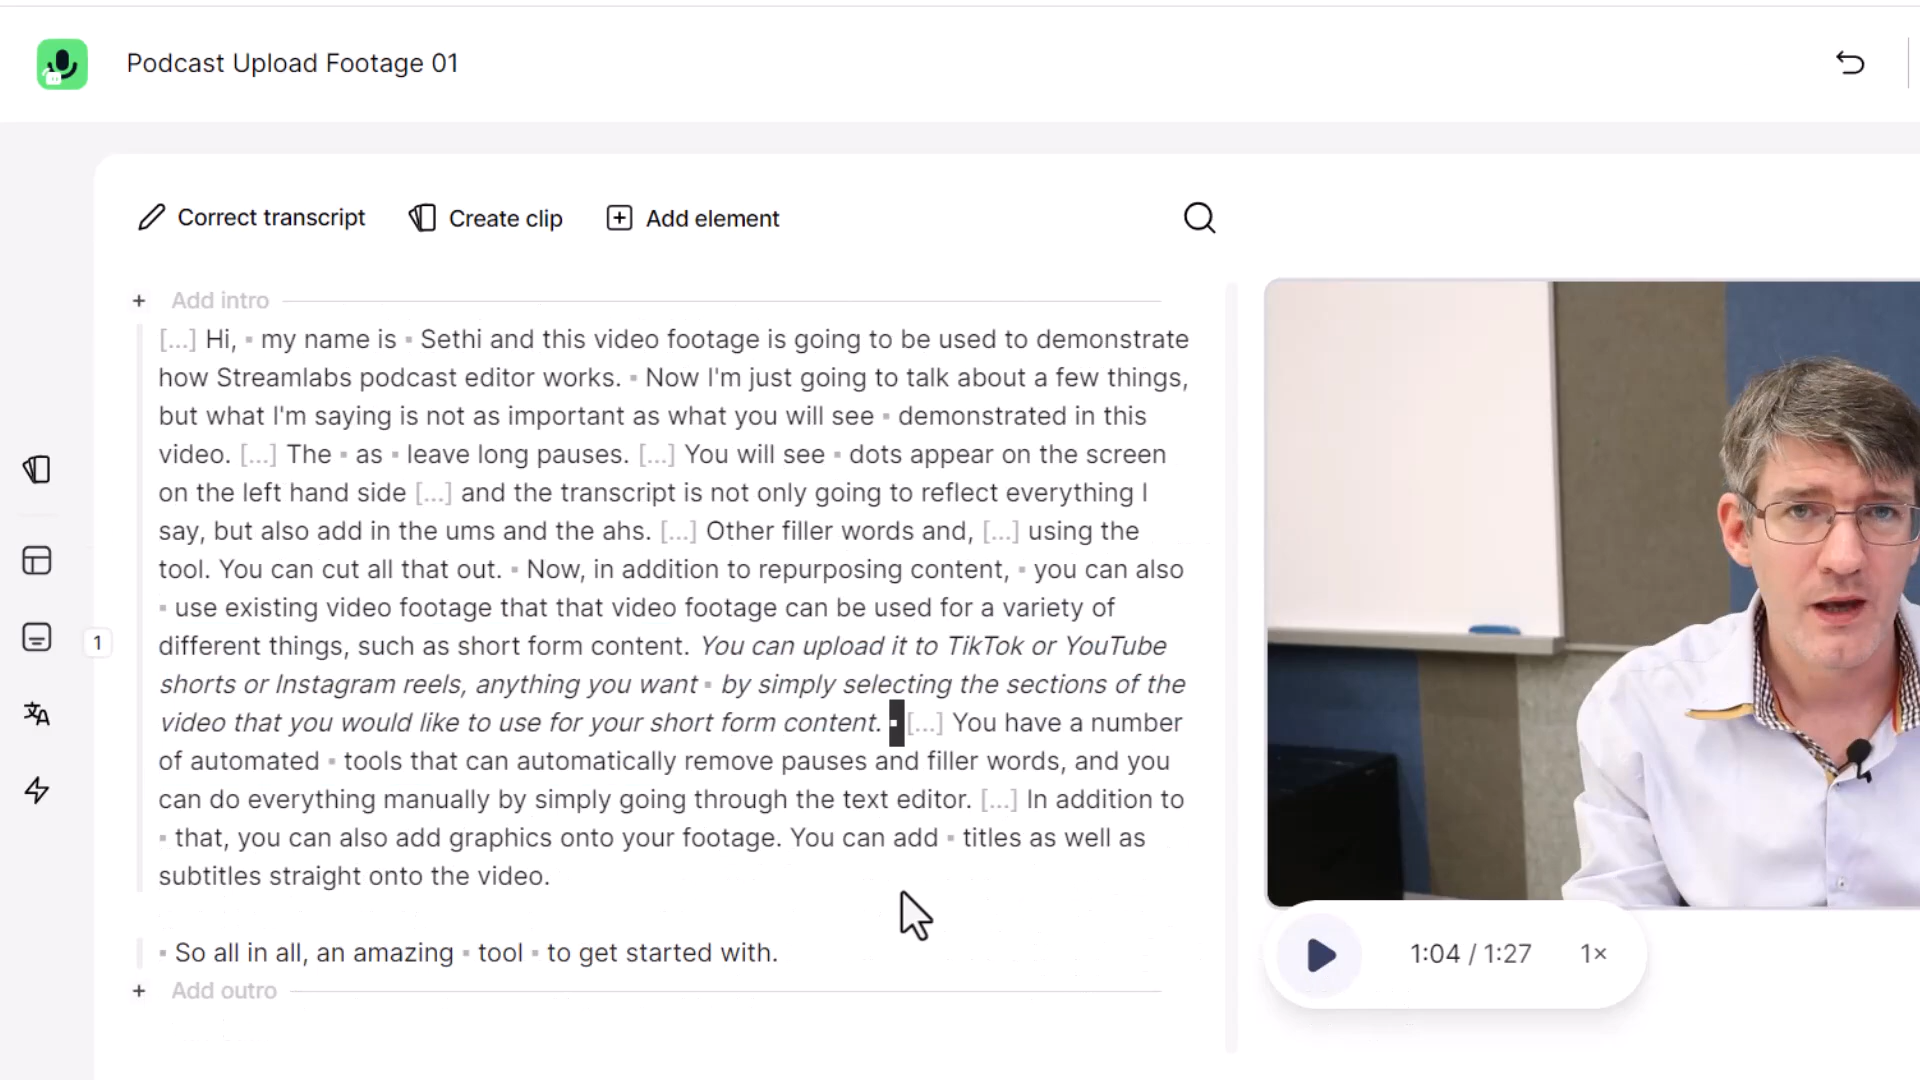 Podcast Upload Footage 01
Correct transcript
Create clip
Add element
+ Add intro
[...] Hi, ▪ my name is ▪ Sethi and this video footage is going to be used to demonstrate
how Streamlabs podcast editor works. ▪ Now I'm just going to talk about a few things,
but what I'm saying is not as important as what you will see ▪ demonstrated in this
video. [...] The ▪ as ▪ leave long pauses. [...] You will see ▪ dots appear on the screen
on the left hand side [...] and the transcript is not only going to reflect everything I
say, but also add in the ums and the ahs. [...] Other filler words and, [...] using the
tool. You can cut all that out. ▪ Now, in addition to repurposing content, ▪ you can also
▪ use existing video footage that that video footage can be used for a variety of
different things, such as short form content. You can upload it to TikTok or YouTube
1
shorts or Instagram reels, anything you want ▪ by simply selecting the sections of the
video that you would like to use for your short form content. ▪ [...] You have a number
of automated ▪ tools that can automatically remove pauses and filler words, and you
can do everything manually by simply going through the text editor. [...] In addition to
▪ that, you can also add graphics onto your footage. You can add ▪ titles as well as
subtitles straight onto the video.
▪ So all in all, an amazing ▪ tool ▪ to get started with.
+ Add outro
1:04 / 1:27
1×